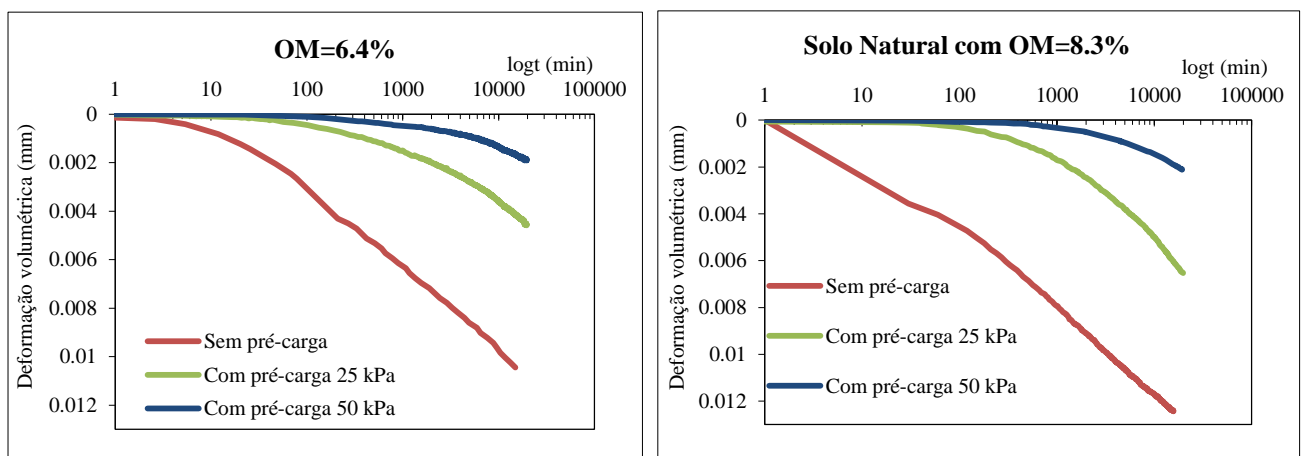 OM=6.4%
logt (min)
1 10 100 1000 10000 100000
0
0.002
0.004
0.006
0.008
0.01
0.012
Deformação volumétrica (mm)
Sem pré-carga
Com pré-carga 25 kPa
Com pré-carga 50 kPa
Solo Natural com OM=8.3%
logt (min)
1 10 100 1000 10000 100000
0
0.002
0.004
0.006
0.008
0.01
0.012
Deformação volumétrica (mm)
Sem pré-carga
Com pré-carga 25 kPa
Com pré-carga 50 kPa